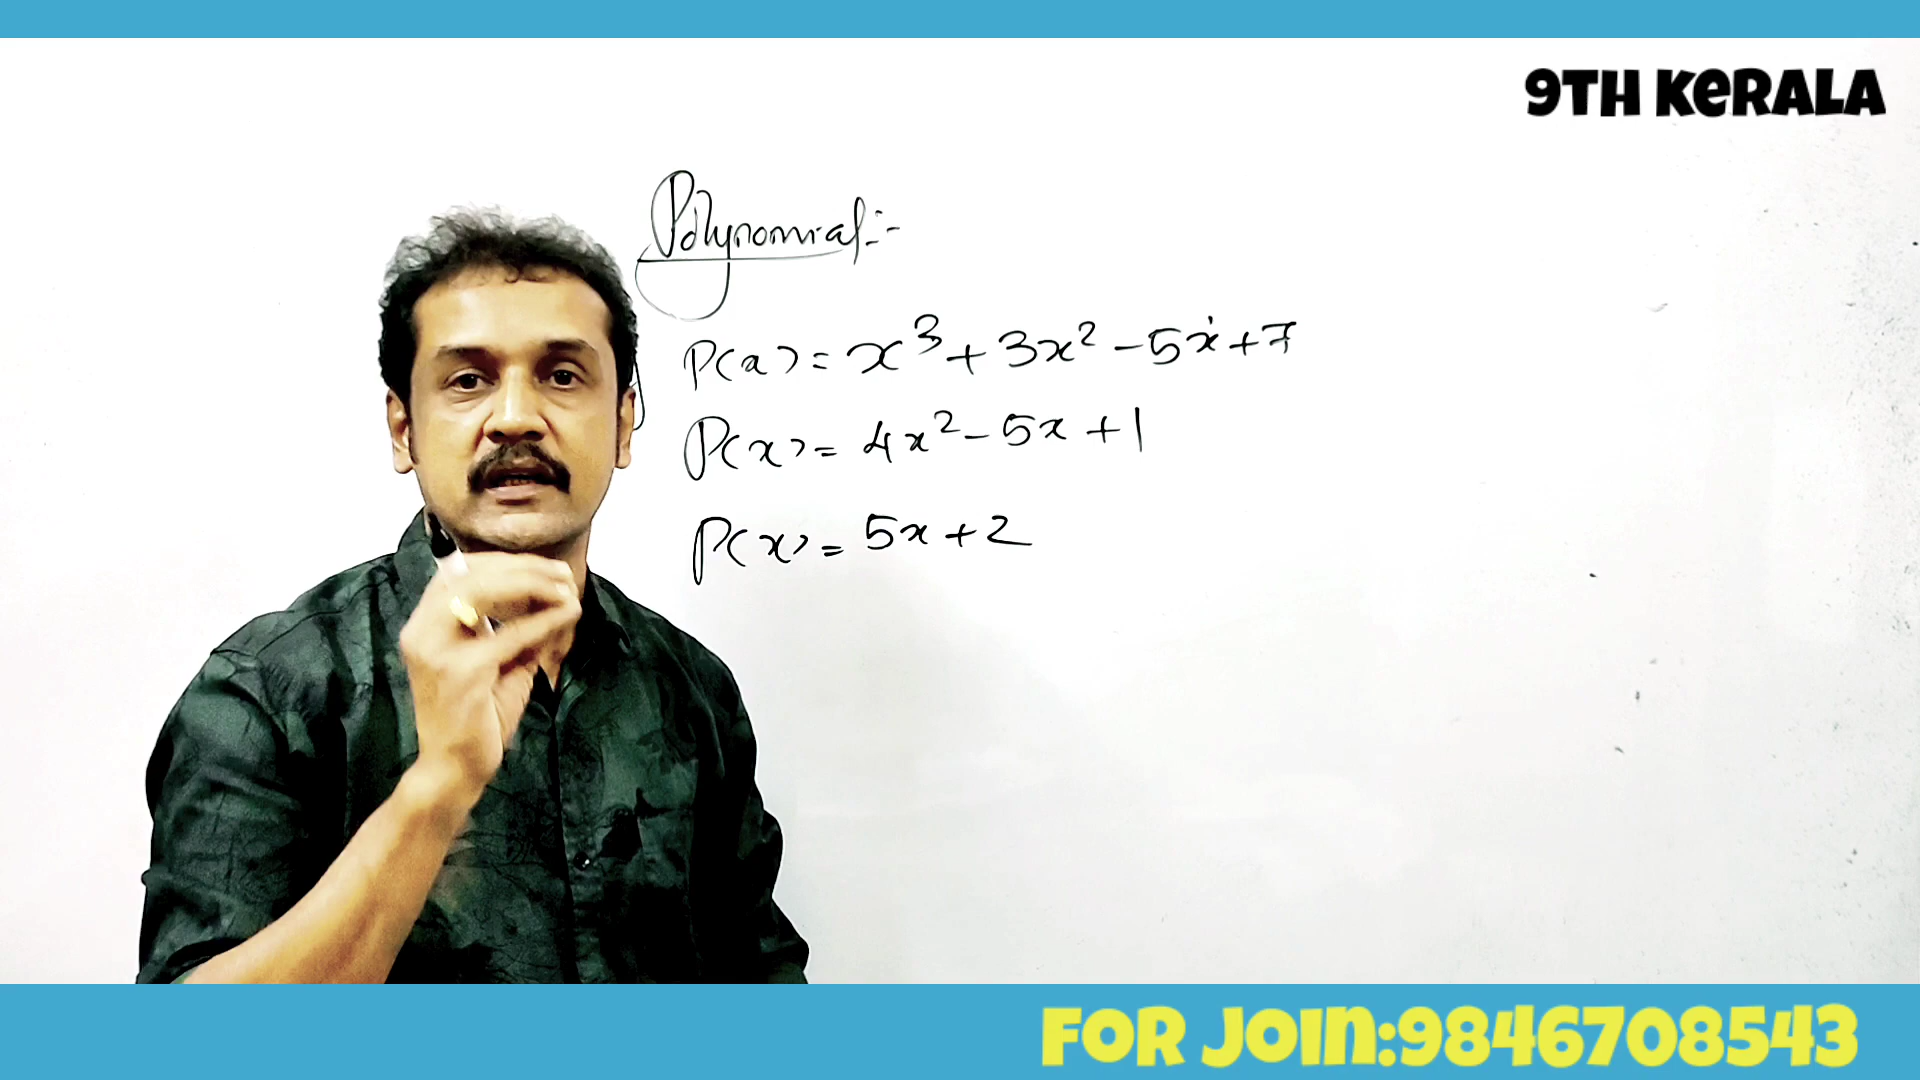 9TH KERALA
Polynomial:-
P(x) = x³ + 3x² - 5x + 7
P(x) = 4x² - 5x + 1
P(x) = 5x + 2
FOR JOIN:9846708543